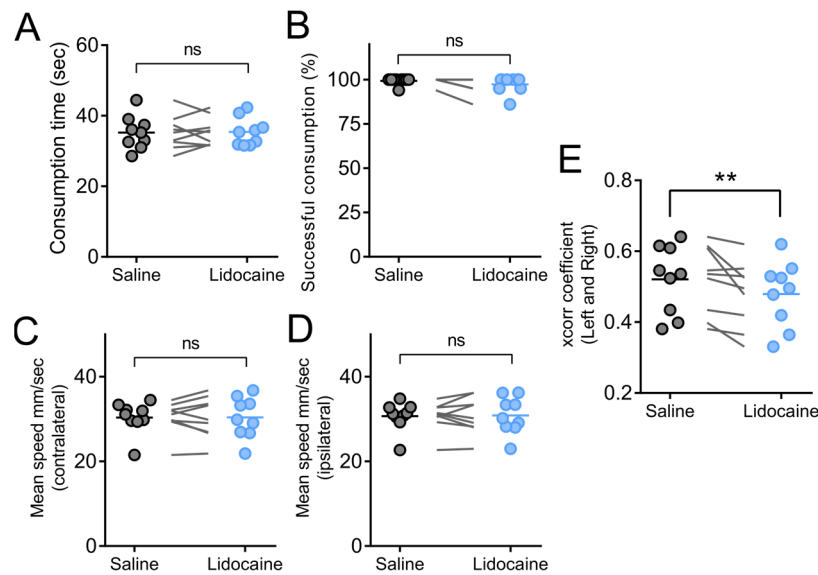 A
Consumption time (sec)
60
40
20
0
ns
Saline
Lidocaine
B
Successful consumption (%)
100
75
50
25
0
ns
Saline
Lidocaine
E
xcorr coefficient
(Left and Right)
0.8
0.6
0.4
0.2
**
Saline
Lidocaine
C
Mean speed mm/sec
(contralateral)
40
20
0
ns
Saline
Lidocaine
D
Mean speed mm/sec
(ipsilateral)
40
20
0
ns
Saline
Lidocaine